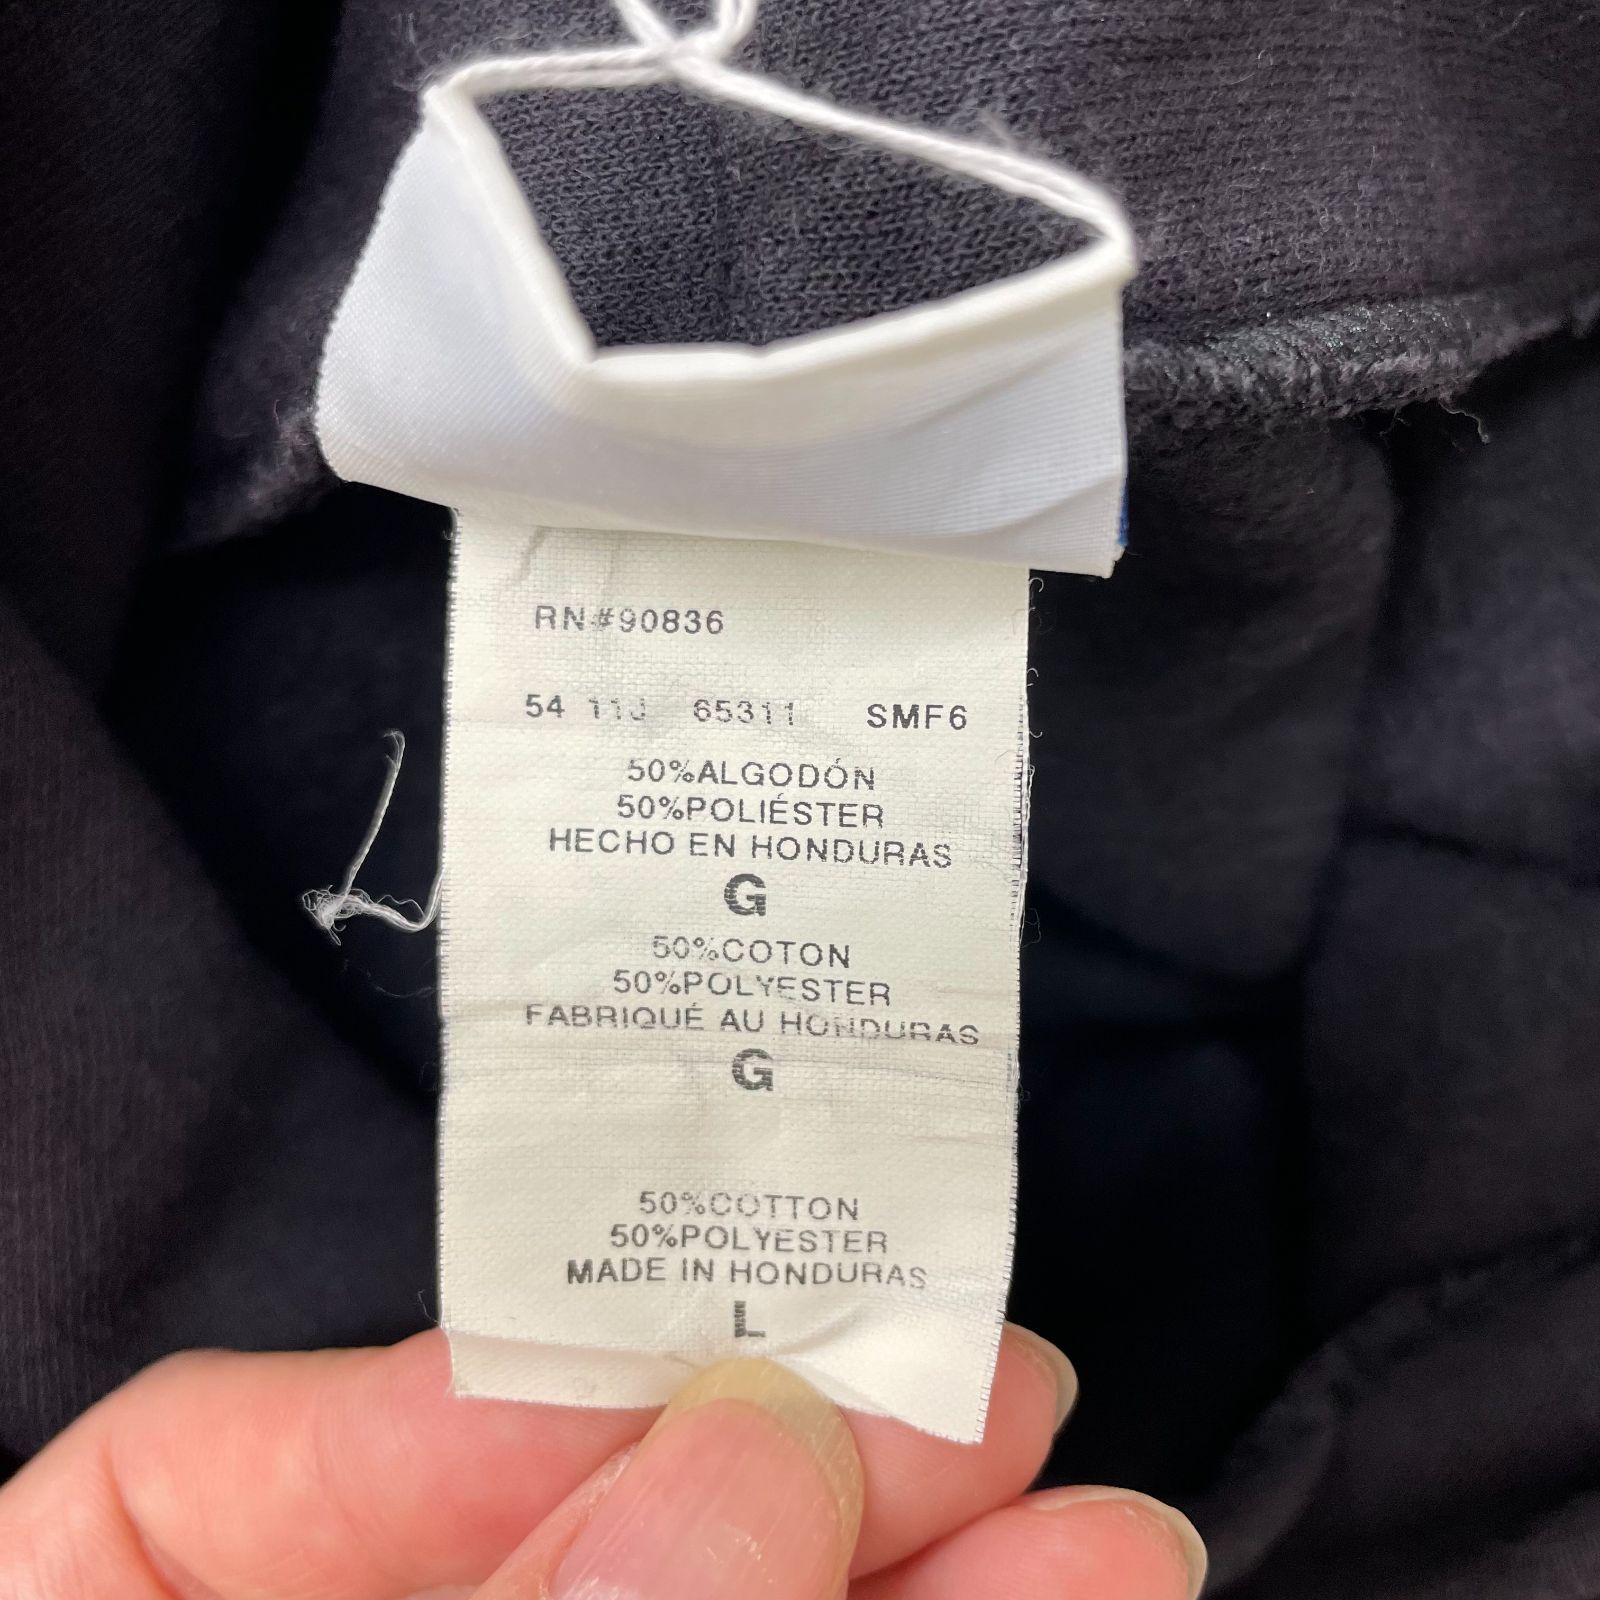 RN#90836
54 11J 65311 SMF6
50%ALGODÓN
50%POLIÉSTER
HECHO EN HONDURAS
G
50%COTON
50%POLYESTER
FABRIQUÉ AU HONDURAS
G
50%COTTON
50%POLYESTER
MADE IN HONDURAS
L